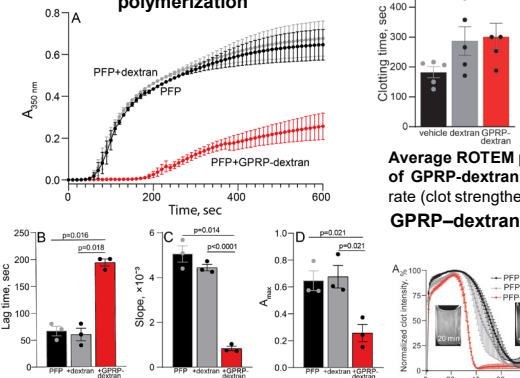 polymerization
A
0.8
0.6
0.4
0.2
0.0
A350 nm
PFP+dextran
PFP
PFP+GPRP-dextran
0
200
400
600
Time, sec
B
250
200
150
100
50
0
Lag time, sec
p=0.016
p=0.018
PFP +dextran +GPRP-
dextran
C
6
4
2
0
Slope, ×10⁻³
p=0.014
p<0.0001
PFP +dextran +GPRP-
dextran
D
1.0
0.8
0.6
0.4
0.2
0.0
Amax
p=0.021
p=0.021
PFP +dextran +GPRP-
dextran
400
300
200
100
0
Clotting time, sec
vehicle dextran GPRP-
dextran
Average ROTEM
of GPRP-dextran
rate (clot strengthe
GPRP–dextran
A
100
75
50
25
0
Normalized clot intensity, %
PFP
PFP
PFP
20 min